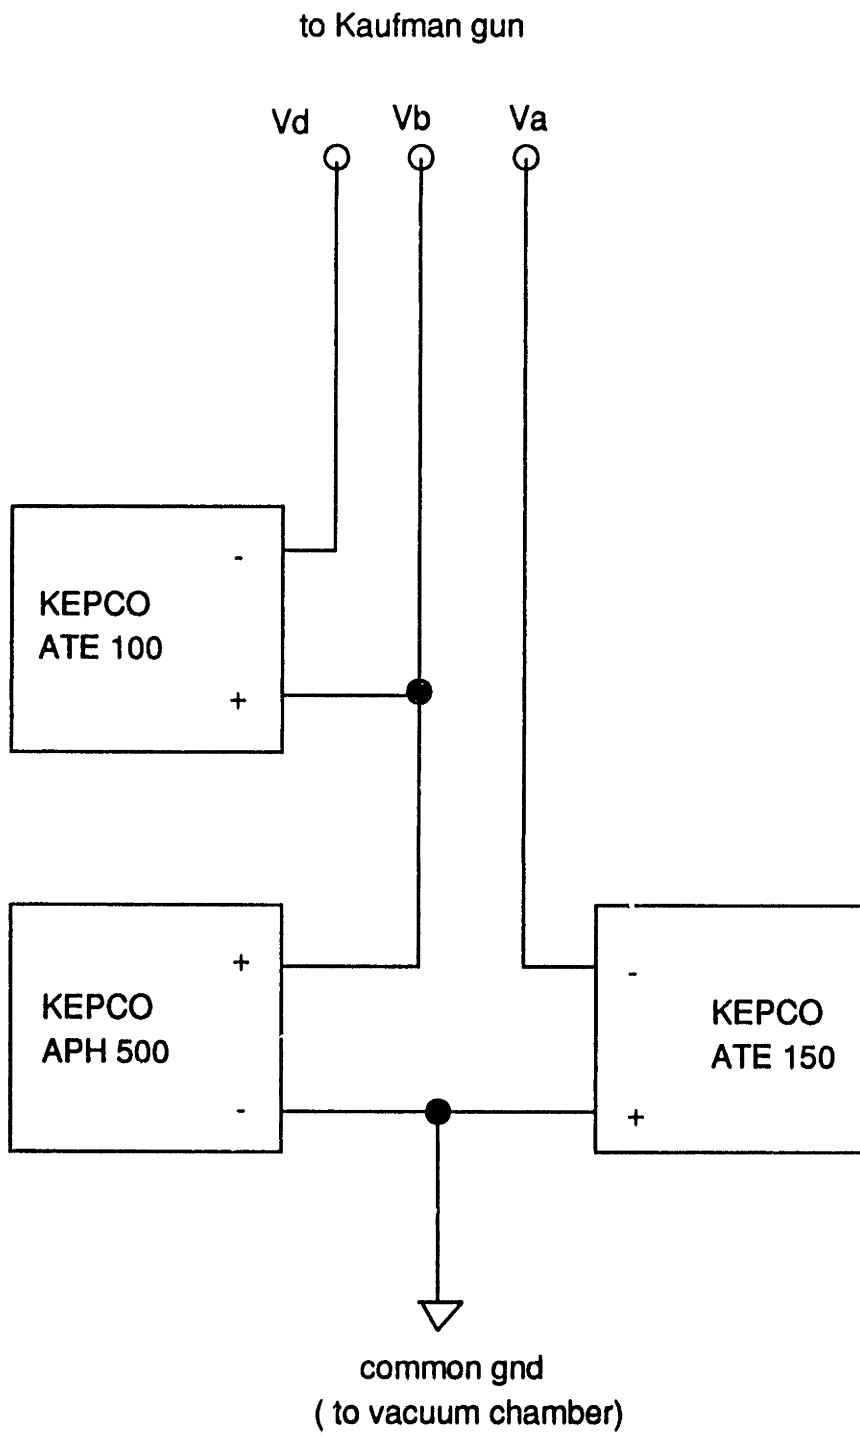 to Kaufman gun
Vd Vb Va
-
KEPCO
ATE 100
+
+
KEPCO
APH 500
-
-
KEPCO
ATE 150
+
common gnd
( to vacuum chamber)